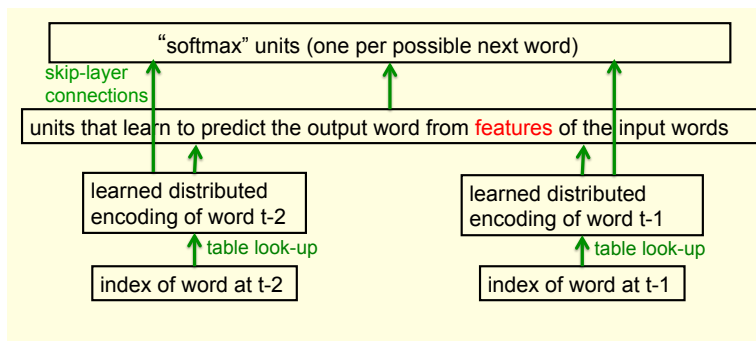 “softmax” units (one per possible next word)
skip-layer
connections
units that learn to predict the output word from features of the input words
learned distributed
encoding of word t-2
learned distributed
encoding of word t-1
table look-up
table look-up
index of word at t-2
index of word at t-1